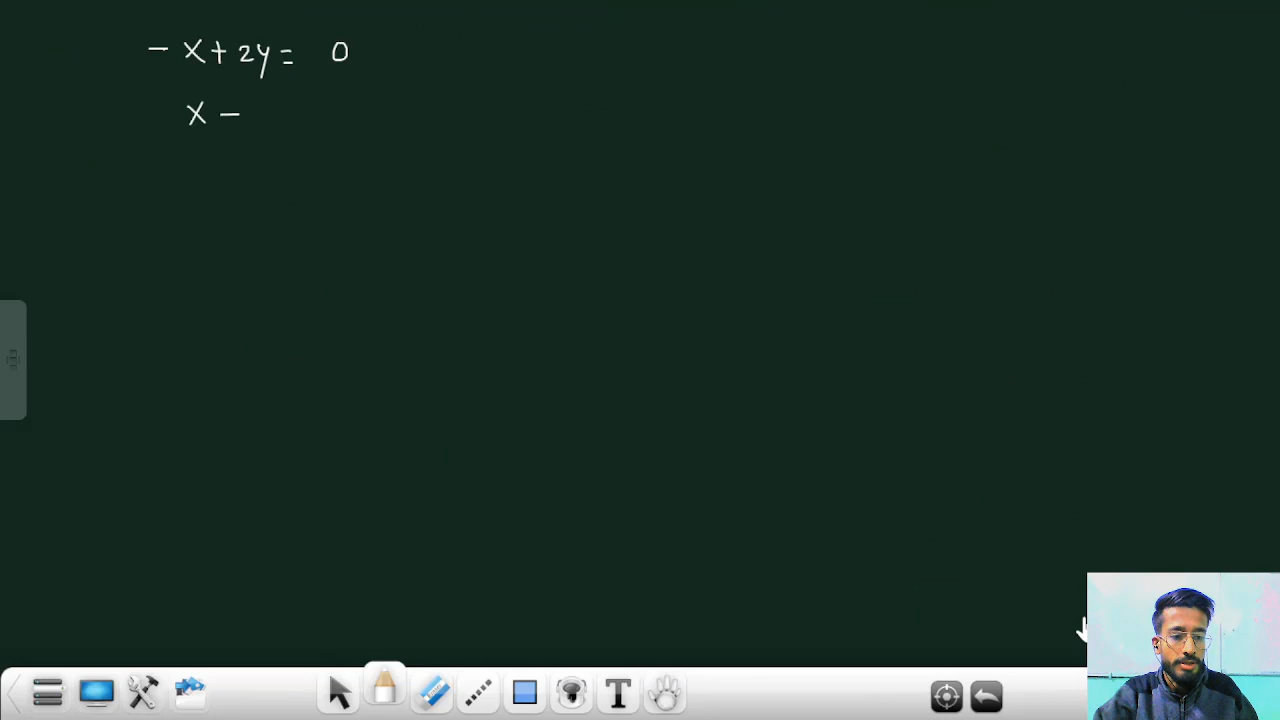 - x + 2y = 0
x -